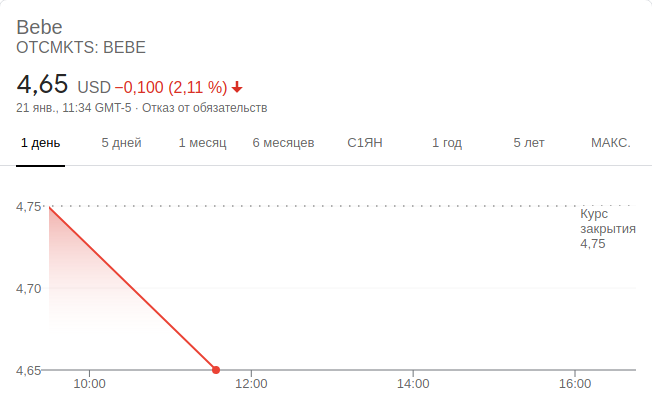 Bebe
OTCMKTS: BEBE
4,65 USD −0,100 (2,11 %)
21 янв., 11:34 GMT-5 · Отказ от обязательств
1 день 5 дней 1 месяц 6 месяцев С1ЯН 1 год 5 лет МАКС.
4,75
Курс
закрытия
4,75
4,70
4,65
10:00 12:00 14:00 16:00